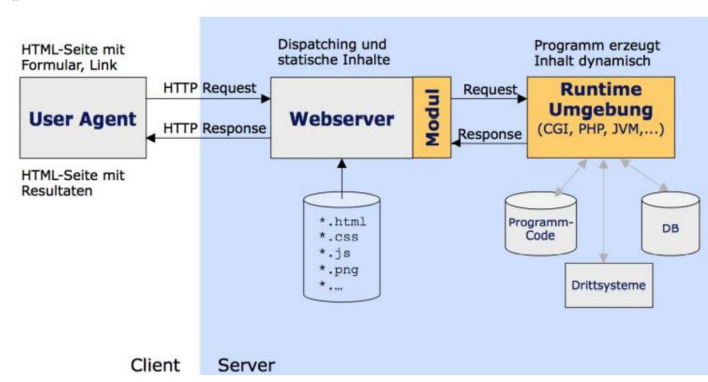 HTML-Seite mit
Formular, Link
User Agent
HTML-Seite mit
Resultaten
HTTP Request
HTTP Response
Dispatching und
statische Inhalte
Webserver
Modul
*.html
*.css
*.js
*.png
*.…
Request
Response
Programm erzeugt
Inhalt dynamisch
Runtime
Umgebung
(CGI, PHP, JVM,...)
Programm-
Code
DB
Drittsysteme
Client
Server